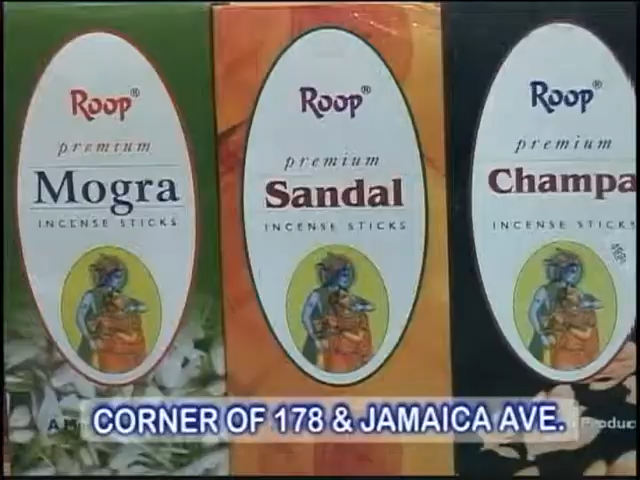 Roop®
premium
Mogra
INCENSE STICKS
Roop®
premium
Sandal
INCENSE STICKS
Roop®
premium
Champa
INCENSE STICKS
CORNER OF 178 & JAMAICA AVE.
Produc